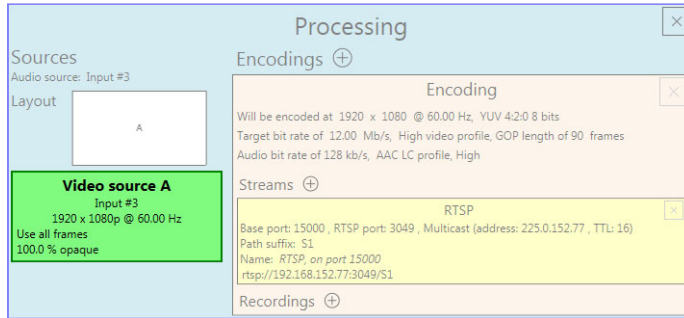 Processing
Sources
Audio source: Input #3
Layout
A
Video source A
Input #3
1920 x 1080p @ 60.00 Hz
Use all frames
100.0 % opaque
Encodings
Encoding
Will be encoded at 1920 x 1080 @ 60.00 Hz, YUV 4:2:0 8 bits
Target bit rate of 12.00 Mb/s, High video profile, GOP length of 90 frames
Audio bit rate of 128 kb/s, AAC LC profile, High
Streams
RTSP
Base port: 15000 , RTSP port: 3049 , Multicast (address: 225.0.152.77 , TTL: 16)
Path suffix: S1
Name: RTSP, on port 15000
rtsp://192.168.152.77:3049/S1
Recordings